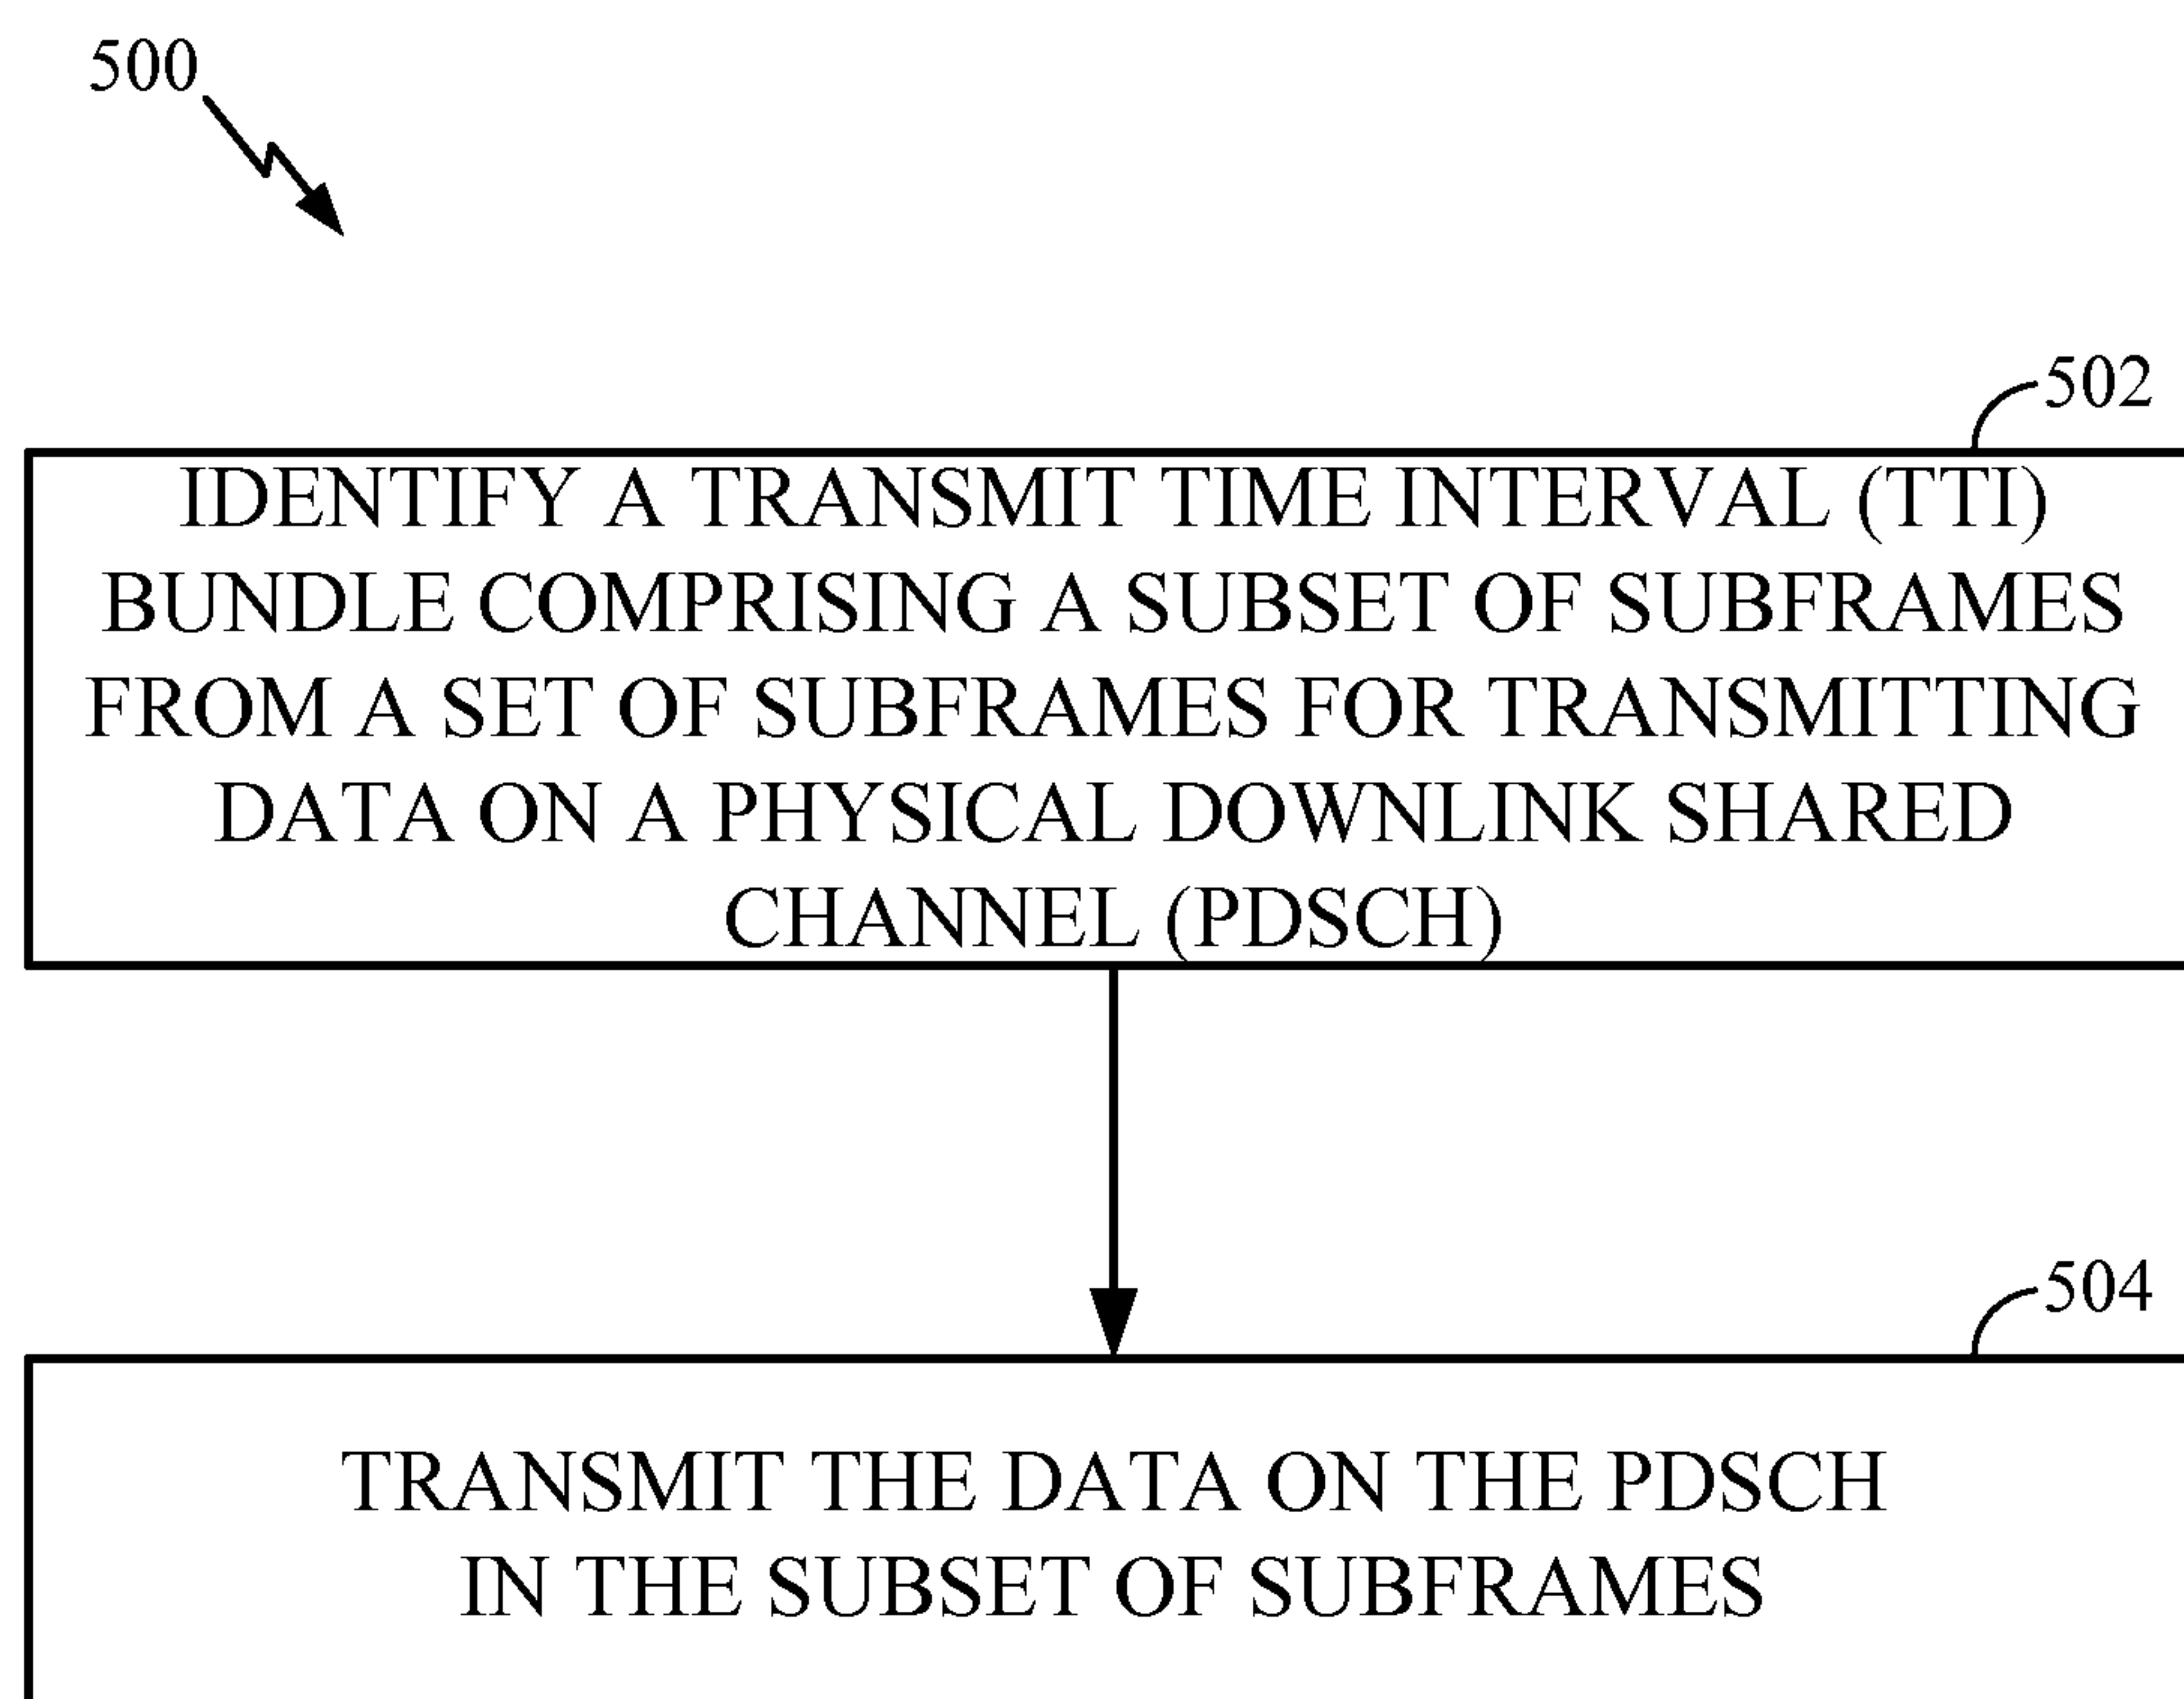 500
502
IDENTIFY A TRANSMIT TIME INTERVAL (TTI)
BUNDLE COMPRISING A SUBSET OF SUBFRAMES
FROM A SET OF SUBFRAMES FOR TRANSMITTING
DATA ON A PHYSICAL DOWNLINK SHARED
CHANNEL (PDSCH)
504
TRANSMIT THE DATA ON THE PDSCH
IN THE SUBSET OF SUBFRAMES